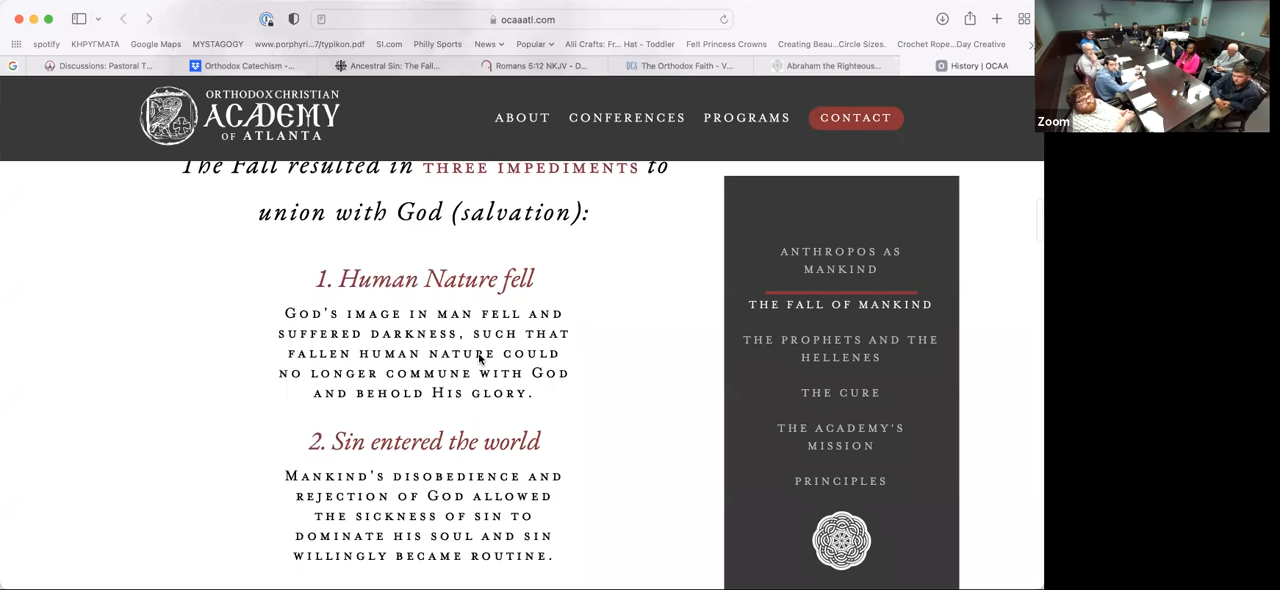 ocaaatl.com
spotify
ΚΗΡΥΓΜΑΤΑ
Google Maps
MYSTAGOGY
www.porphyri...7/typikon.pdf
SI.com
Philly Sports
News
Popular
Alli Crafts: Fr... Hat - Toddler
Felt Princess Crowns
Creating Beau...Circle Sizes.
Crochet Rope...Day Creative
Discussions: Pastoral T...
Orthodox Catechism -...
Ancestral Sin: The Fall...
Romans 5:12 NKJV - D...
The Orthodox Faith - V...
Abraham the Righteous...
History | OCAA
Zoom
ORTHODOX CHRISTIAN
ACADEMY
OF ATLANTA
ABOUT
CONFERENCES
PROGRAMS
CONTACT
The Fall resulted in THREE IMPEDIMENTS to
union with God (salvation):
1. Human Nature fell
GOD'S IMAGE IN MAN FELL AND
SUFFERED DARKNESS, SUCH THAT
FALLEN HUMAN NATURE COULD
NO LONGER COMMUNE WITH GOD
AND BEHOLD HIS GLORY.
2. Sin entered the world
MANKIND'S DISOBEDIENCE AND
REJECTION OF GOD ALLOWED
THE SICKNESS OF SIN TO
DOMINATE HIS SOUL AND SIN
WILLINGLY BECAME ROUTINE.
ANTHROPOS AS
MANKIND
THE FALL OF MANKIND
THE PROPHETS AND THE
HELLENES
THE CURE
THE ACADEMY'S
MISSION
PRINCIPLES